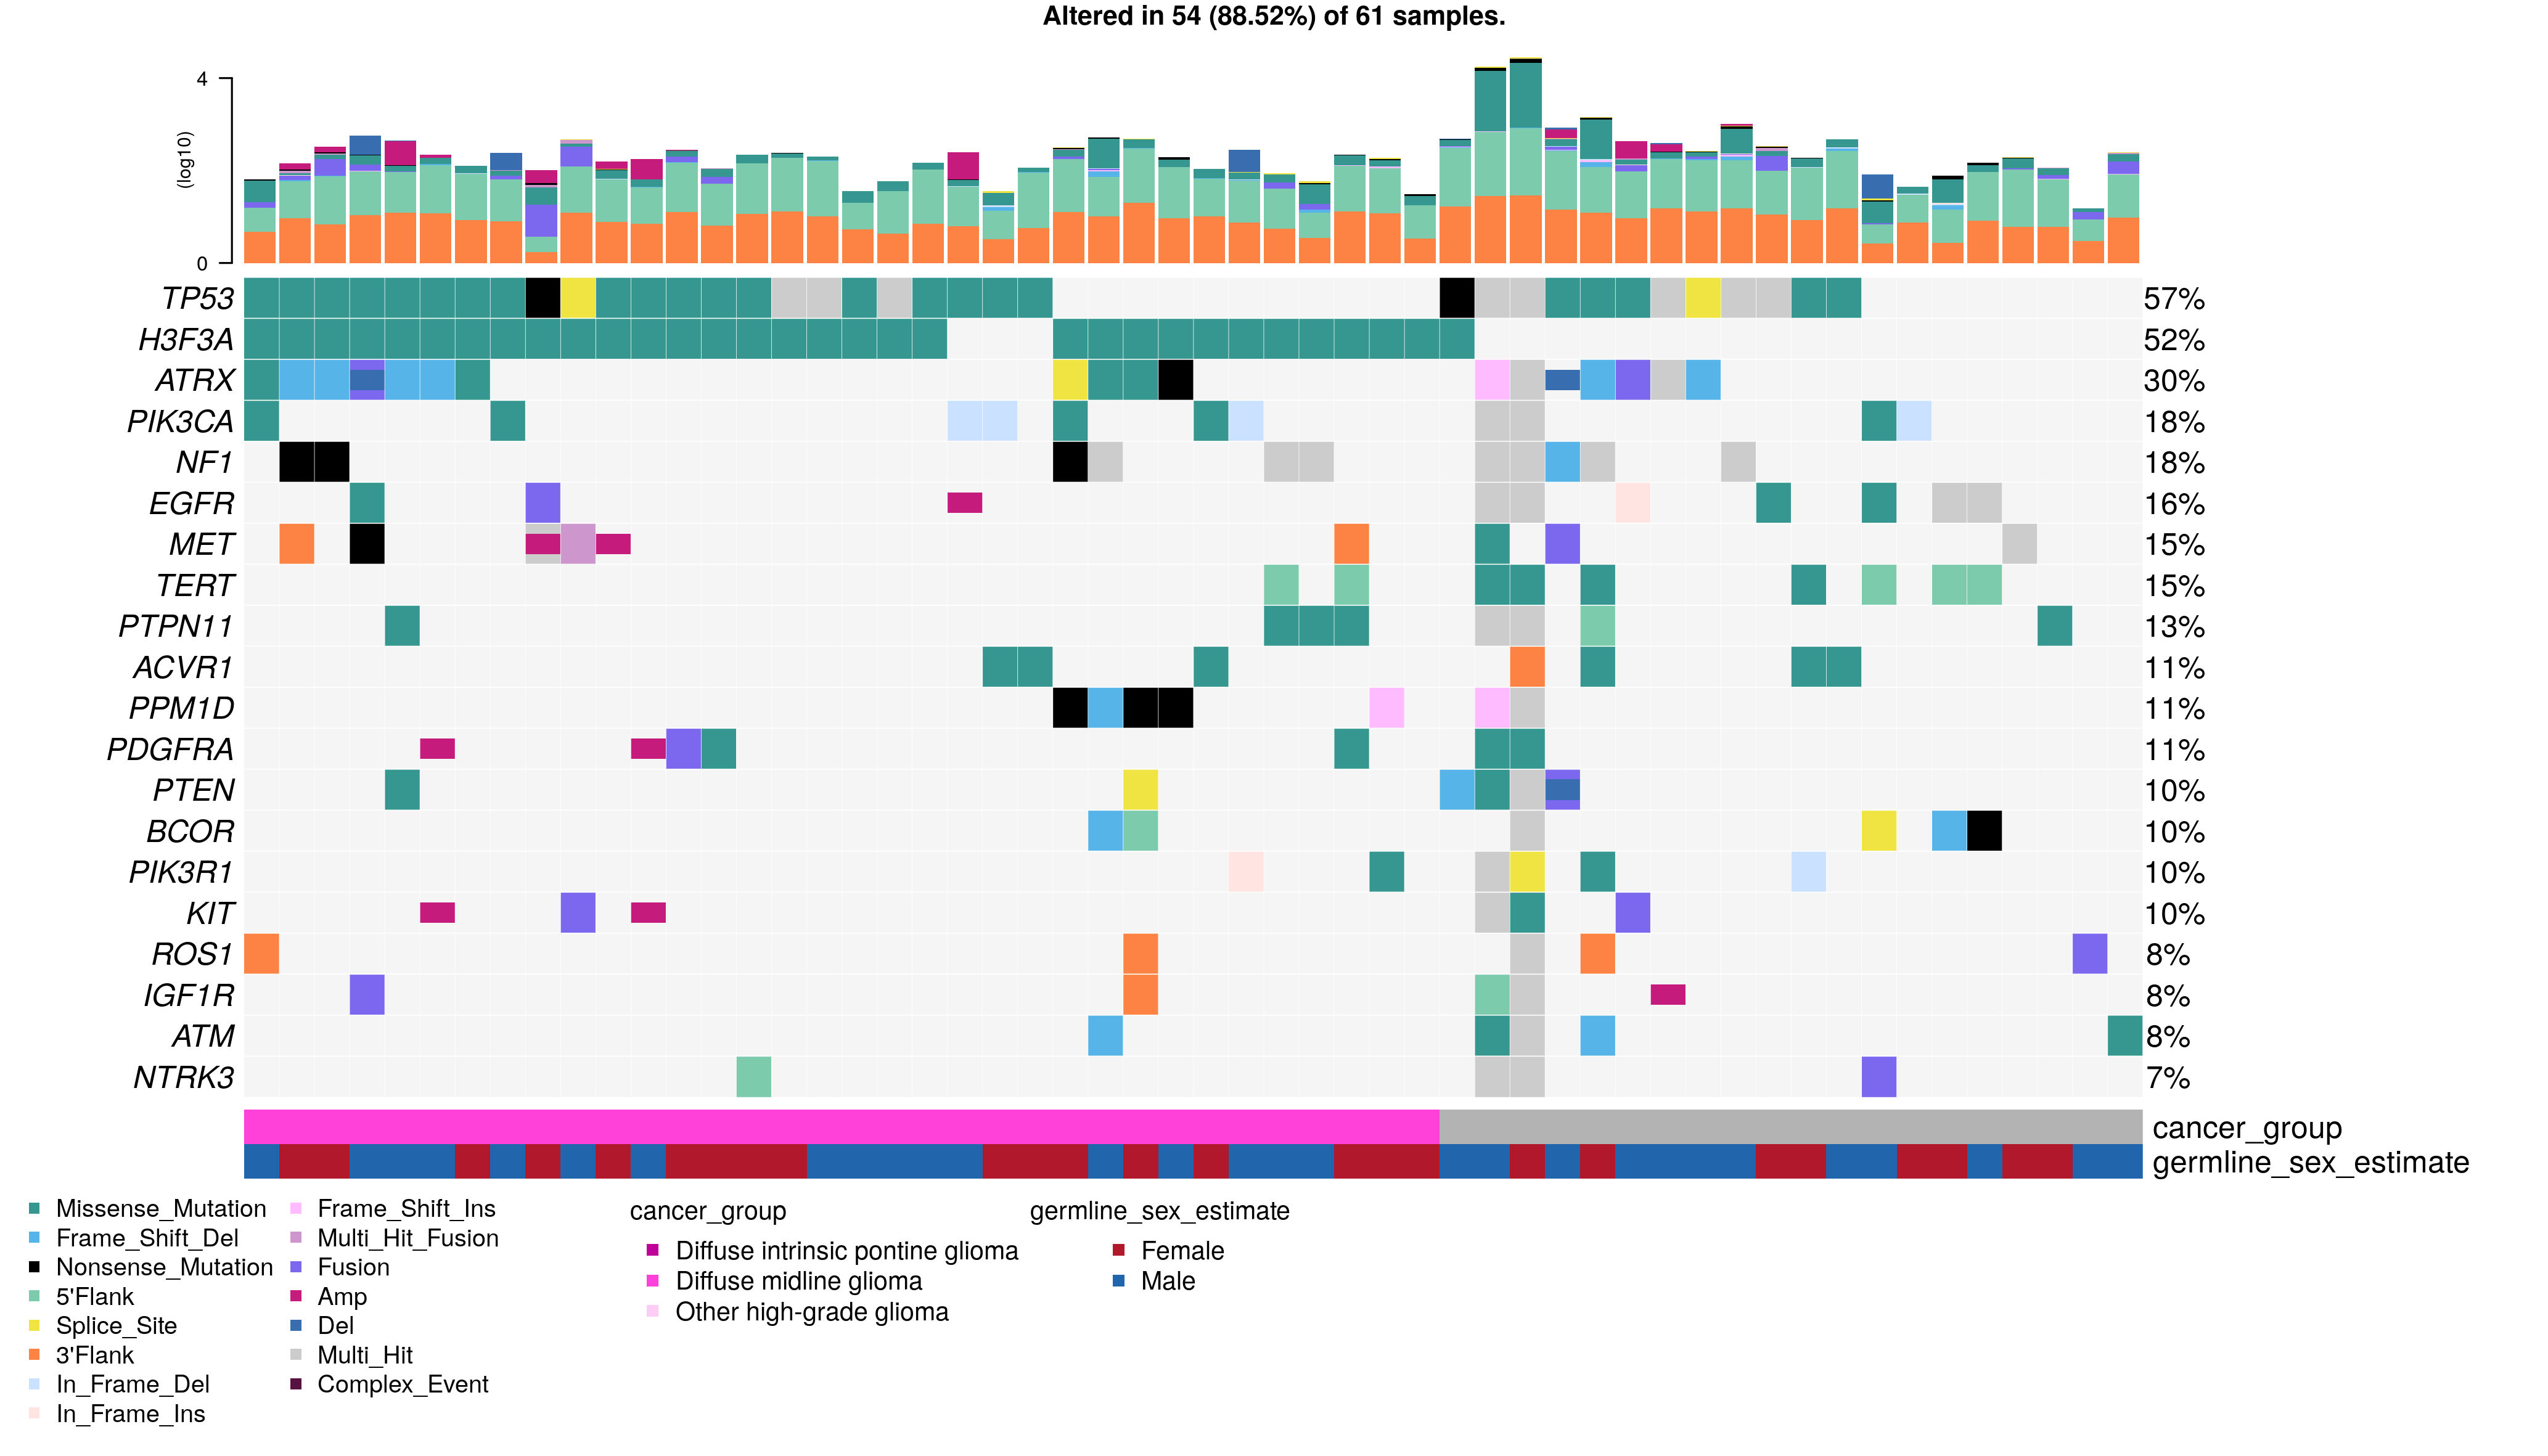 Altered in 54 (88.52%) of 61 samples.
4
(log10)
0
TP53 57%
H3F3A 52%
ATRX 30%
PIK3CA 18%
NF1 18%
EGFR 16%
MET 15%
TERT 15%
PTPN11 13%
ACVR1 11%
PPM1D 11%
PDGFRA 11%
PTEN 10%
BCOR 10%
PIK3R1 10%
KIT 10%
ROS1 8%
IGF1R 8%
ATM 8%
NTRK3 7%
cancer_group
germline_sex_estimate
Missense_Mutation
Frame_Shift_Del
Nonsense_Mutation
5'Flank
Splice_Site
3'Flank
In_Frame_Del
In_Frame_Ins
Frame_Shift_Ins
Multi_Hit_Fusion
Fusion
Amp
Del
Multi_Hit
Complex_Event
cancer_group
Diffuse intrinsic pontine glioma
Diffuse midline glioma
Other high-grade glioma
germline_sex_estimate
Female
Male